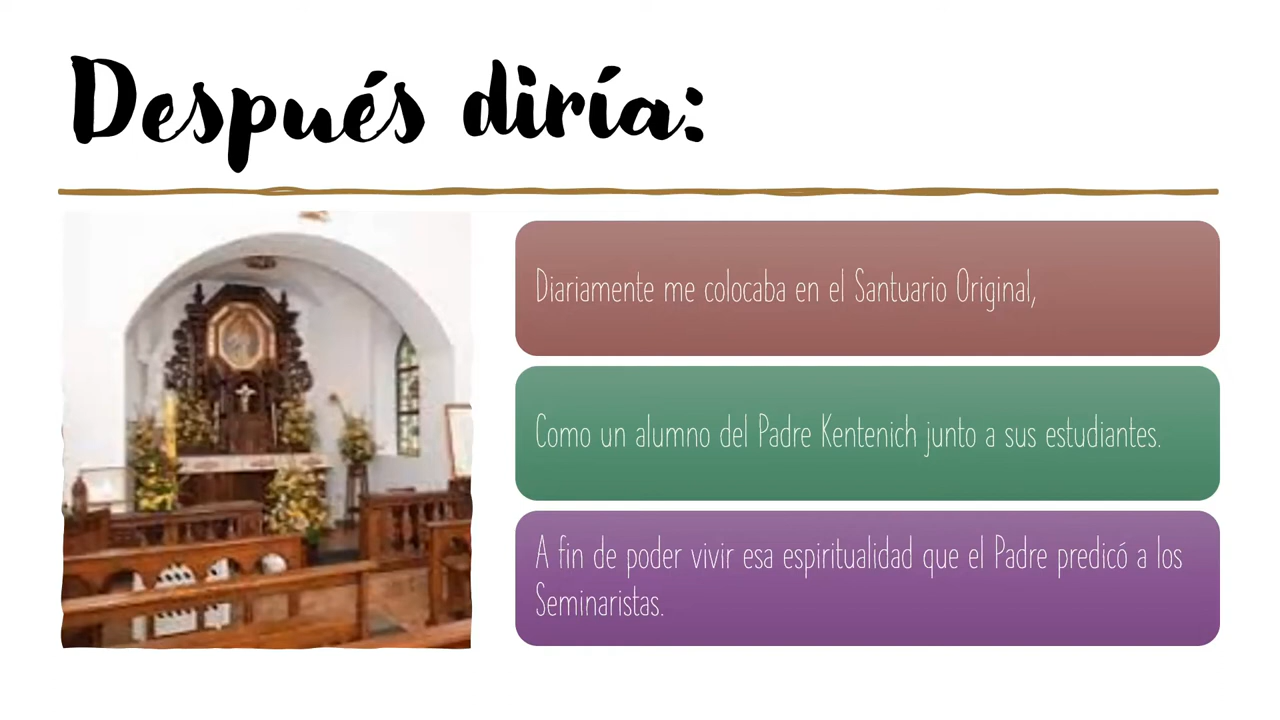 Después diría:
Diariamente me colocaba en el Santuario Original,
Como un alumno del Padre Kentenich junto a sus estudiantes.
A fin de poder vivir esa espiritualidad que el Padre predicó a los
Seminaristas.